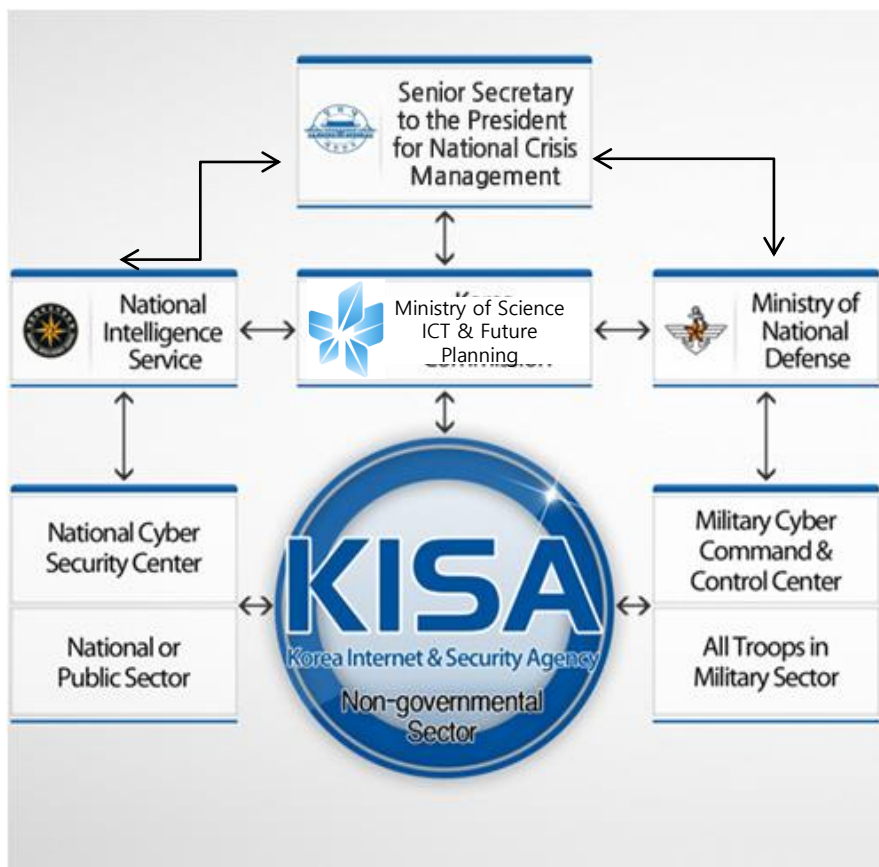 Senior Secretary
to the President
for National Crisis
Management
National
Intelligence
Service
Ministry of Science
ICT & Future
Planning
Ministry of
National
Defense
National Cyber
Security Center
National or
Public Sector
KISA
Korea Internet & Security Agency
Non-governmental
Sector
Military Cyber
Command &
Control Center
All Troops in
Military Sector